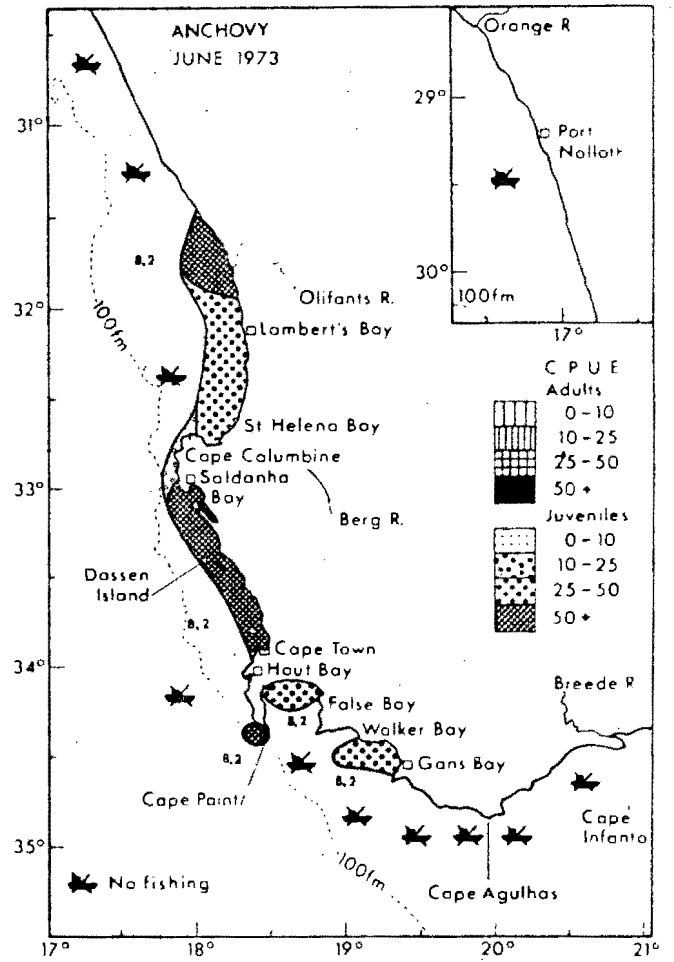 ANCHOVY
JUNE 1973
Orange R
29°
Port
Nolloth
30°
100fm
17°
31°
8,2
Olifants R.
32°
100fm
Lambert's Bay
C P U E
Adults
0-10
10-25
25-50
50+
Juveniles
0-10
10-25
25-50
50+
St Helena Bay
Cape Columbine
Saldanha
Bay
33°
Berg R.
Dassen
Island
8,2
Cape Town
Hout Bay
34°
Breede R
False Bay
8,2
Walker Bay
8,2
8,2
Gans Bay
Cape Point
Cape
Infanta
35°
100fm
No fishing
Cape Agulhas
17°
18°
19°
20°
21°